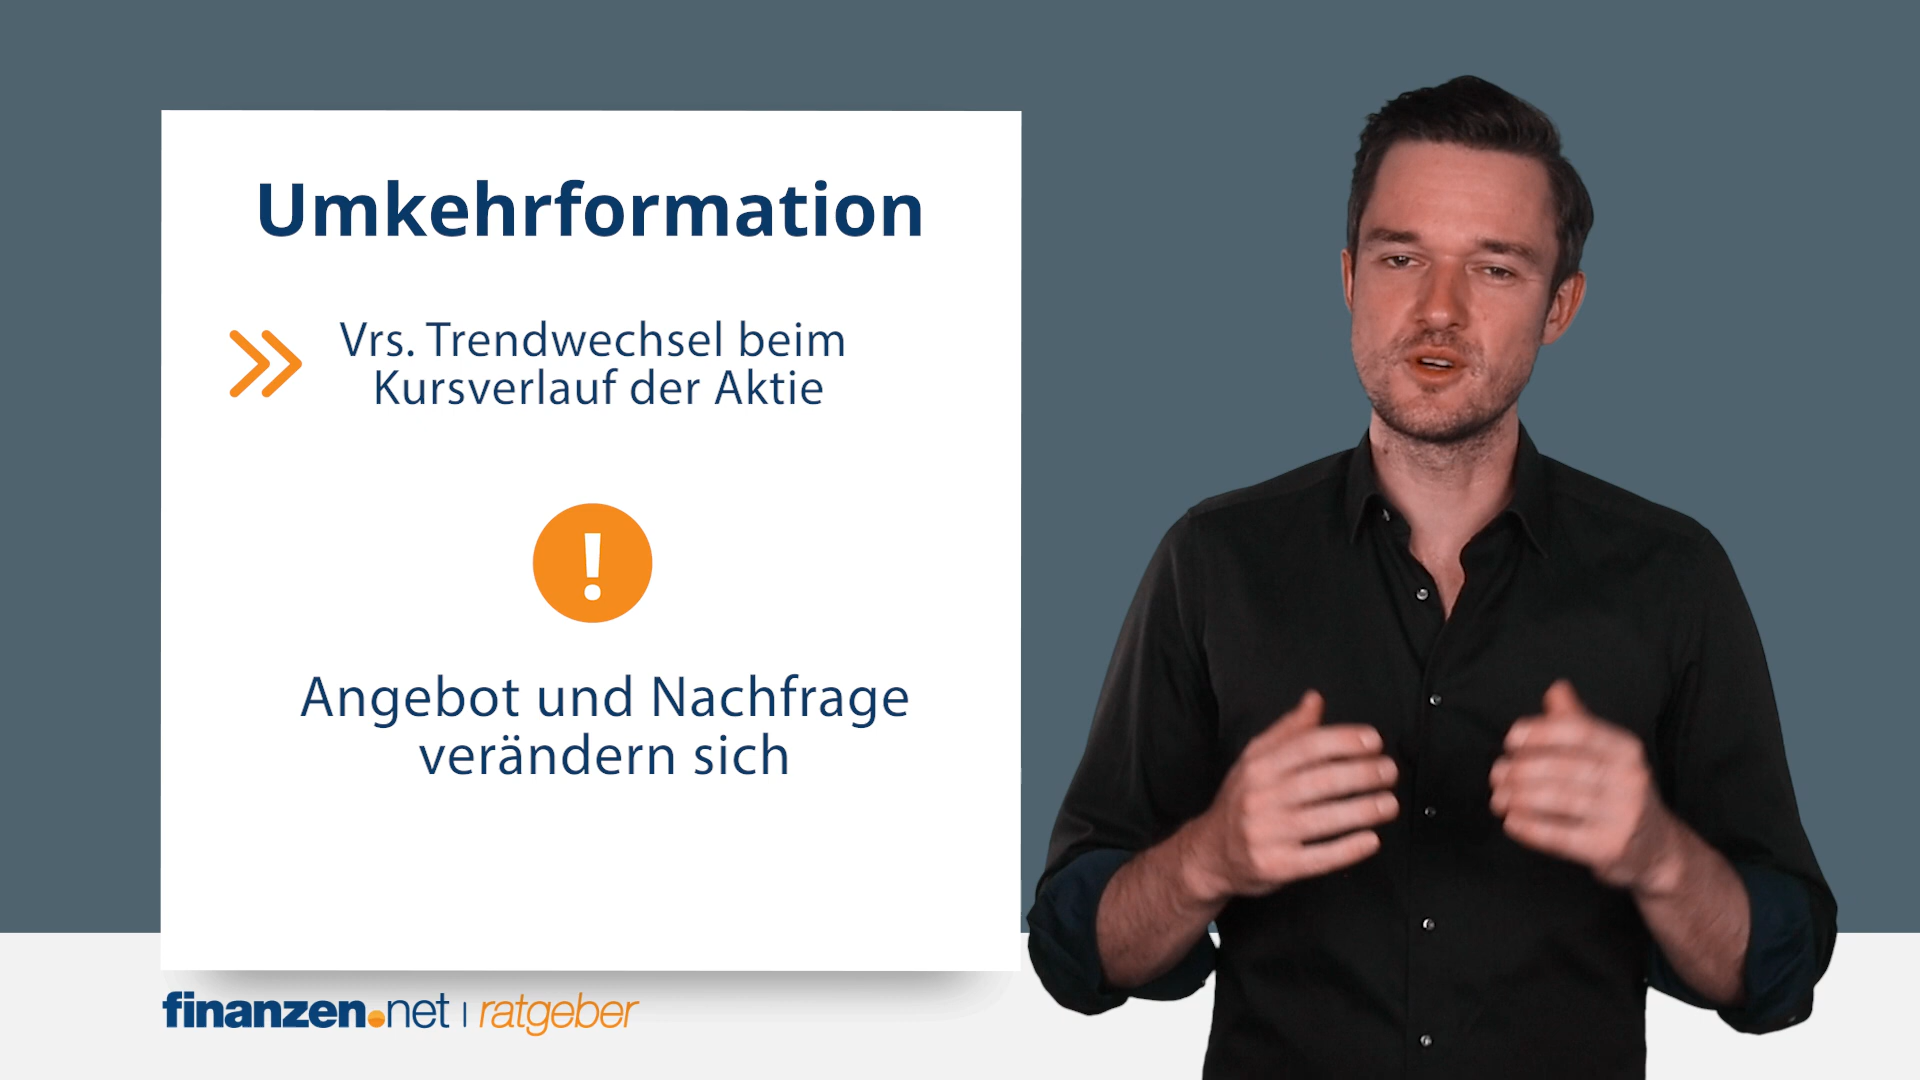 Umkehrformation
Vrs. Trendwechsel beim
Kursverlauf der Aktie
!
Angebot und Nachfrage
verändern sich
finanzen.net | ratgeber